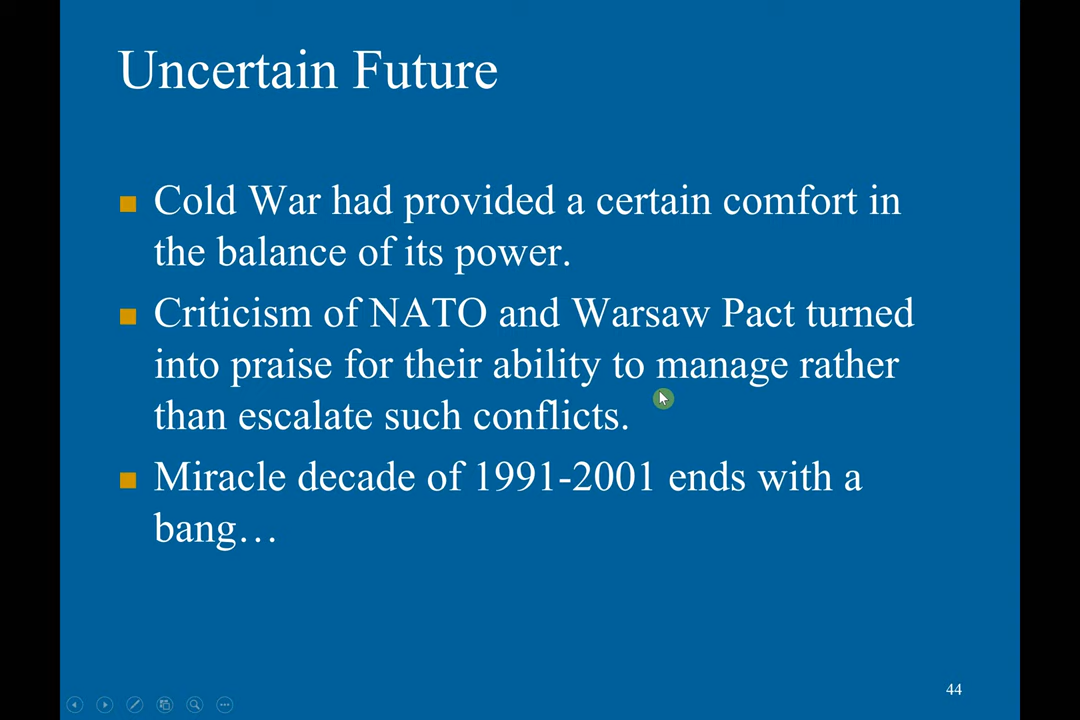 Uncertain Future
Cold War had provided a certain comfort in
the balance of its power.
Criticism of NATO and Warsaw Pact turned
into praise for their ability to manage rather
than escalate such conflicts.
Miracle decade of 1991-2001 ends with a
bang…
44